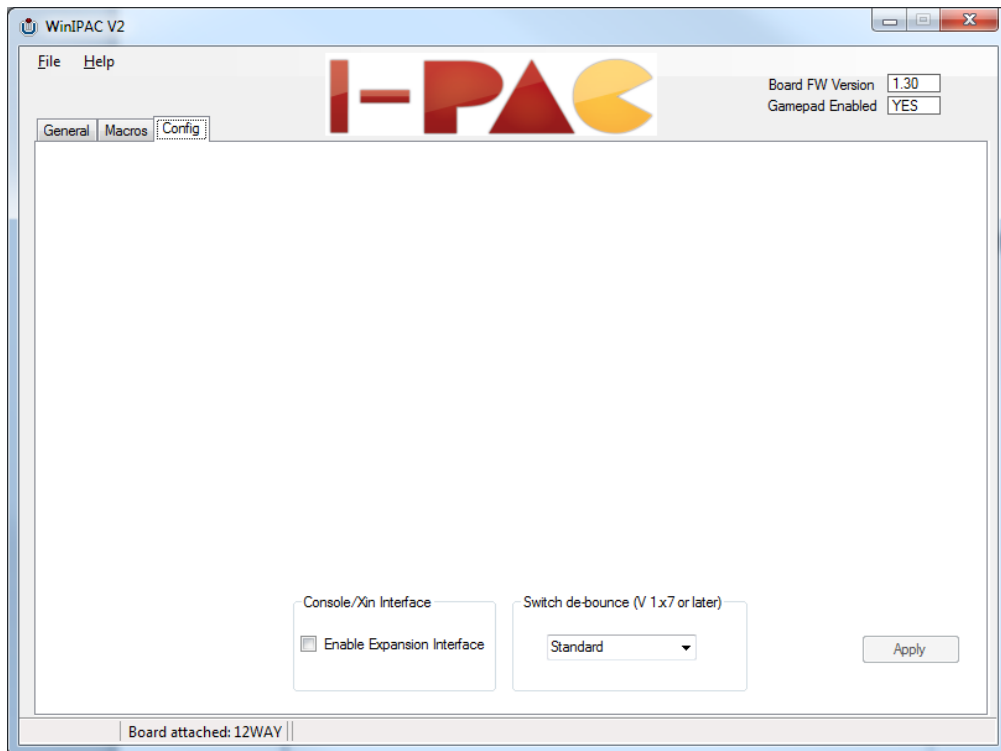 WinIPAC V2
File Help
I-PAC
Board FW Version 1.30
Gamepad Enabled YES
General Macros Config
Console/Xin Interface
Switch de-bounce (V 1.x7 or later)
Enable Expansion Interface
Standard
Apply
Board attached: 12WAY